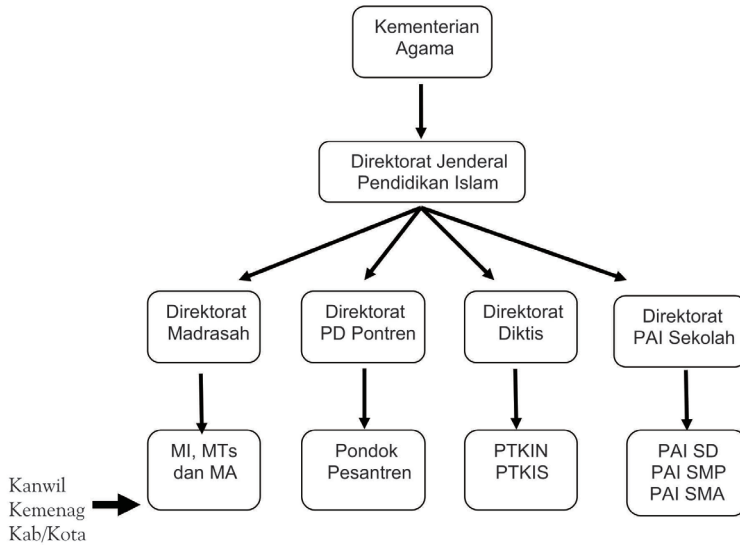 Kementerian
Agama
Direktorat Jenderal
Pendidikan Islam
Direktorat
Madrasah
Direktorat
PD Pontren
Direktorat
Diktis
Direktorat
PAI Sekolah
MI, MTs
dan MA
Pondok
Pesantren
PTKIN
PTKIS
PAI SD
PAI SMP
PAI SMA
Kanwil
Kemenag
Kab/Kota